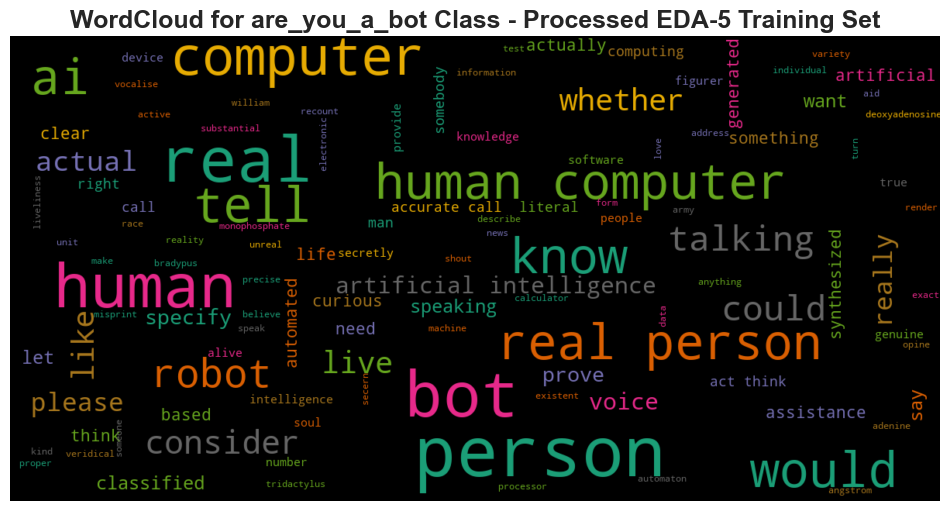 WordCloud for are_you_a_bot Class - Processed EDA-5 Training Set
ai
device
vocalise
computer
test
actually
computing
variety
individual
artificial
information
somebody
figurer
generated
active
william
recount
whether
want
aid
deoxyadenosine
clear
substantial
electronic
provide
knowledge
love
address
something
turn
actual
real
software
right
tell
human computer
true
liveliness
call
accurate call
literal
form
people
army
render
race
monophosphate
man
describe
unit
reality
unreal
life
secretly
news
shout
know
talking
synthesized
really
make
bradypus
human
precise
artificial intelligence
anything
misprint
specify
believe
automated
curious
speaking
calculator
could
exact
like
speak
need
machine
data
real person
genuine
opine
let
alive
live
robot
secern
bot
prove
act think
please
based
intelligence
existent
voice
assistance
say
think
soul
adenine
someone
consider
kind
veridical
proper
number
person
would
classified
tridactylus
processor
automaton
angstrom